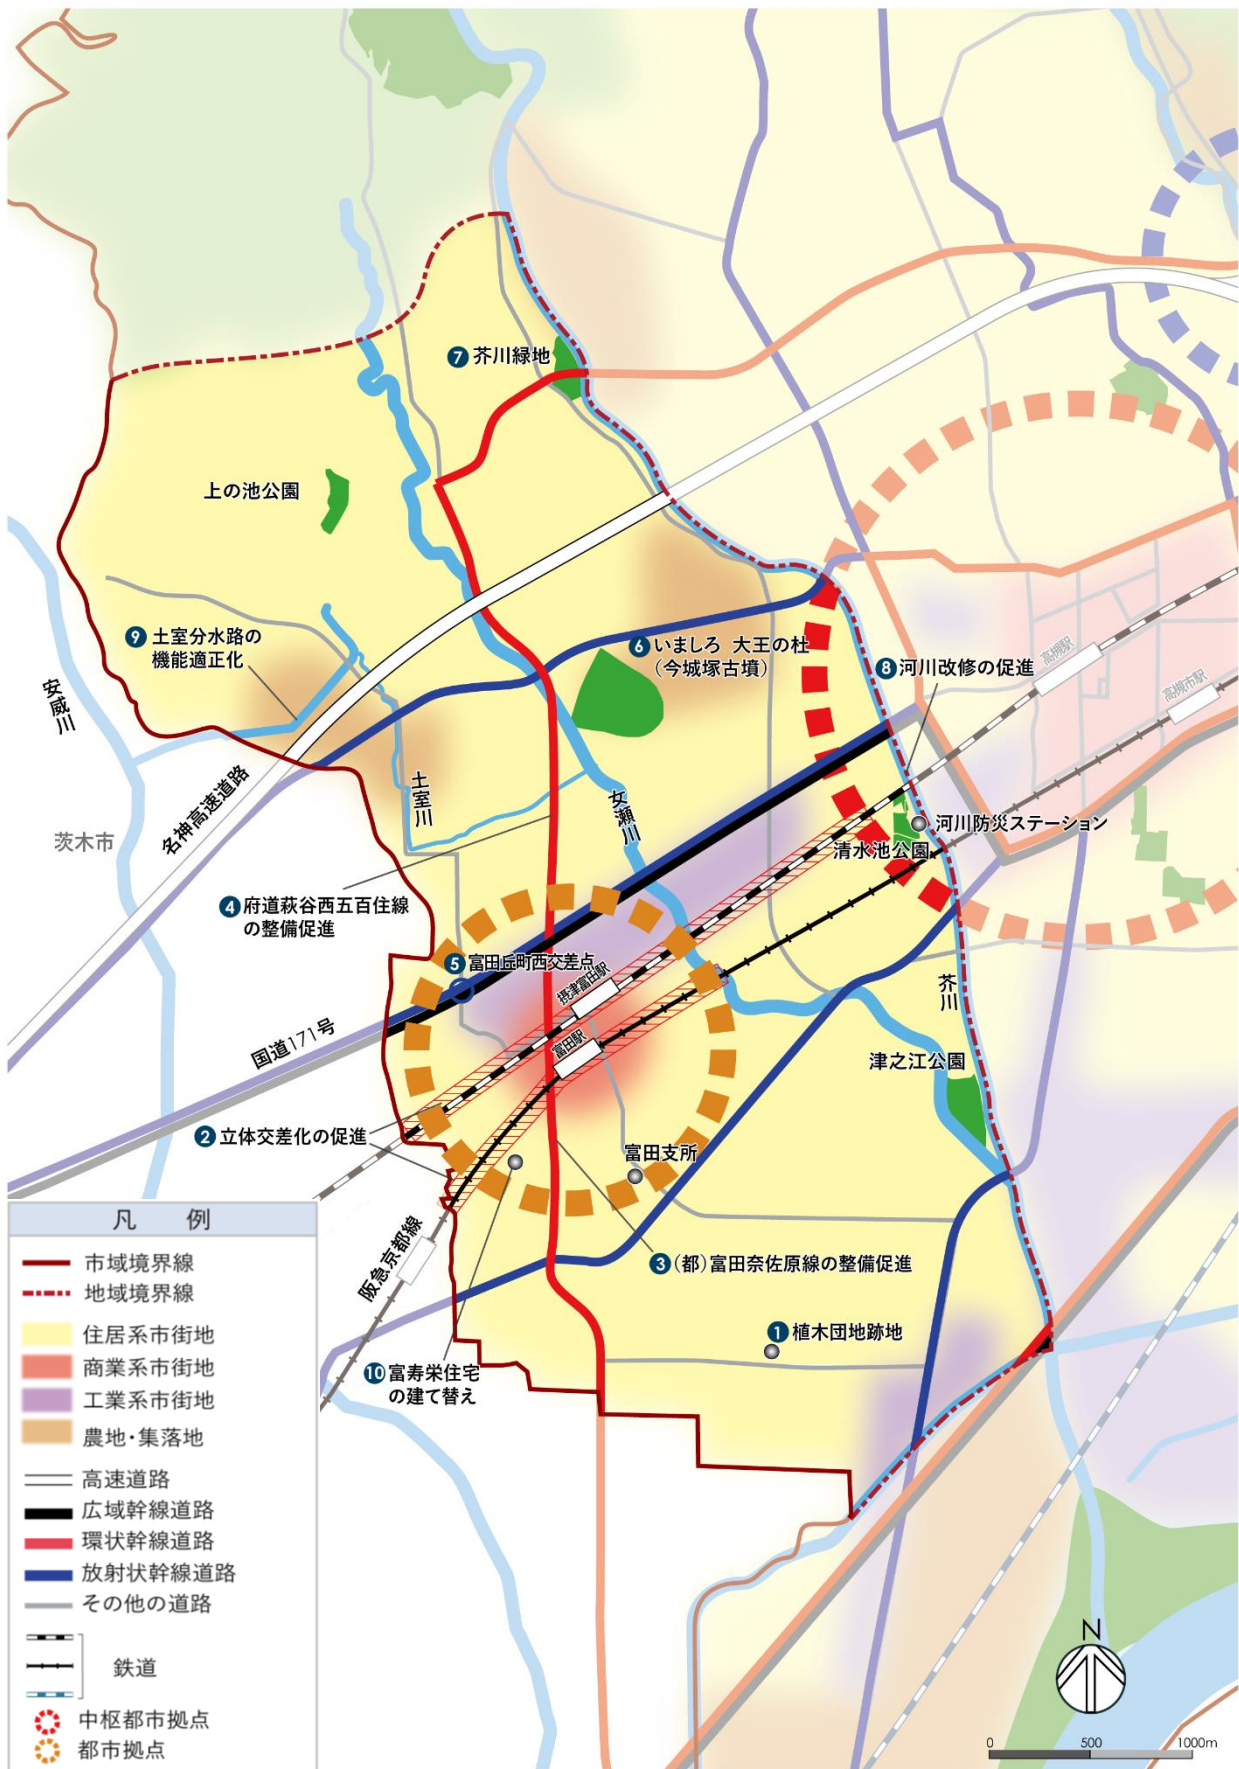 7 芥川緑地
上の池公園
9 土室分水路の
機能適正化
6 いましろ 大王の杜
(今城塚古墳)
8 河川改修の促進
高槻駅
高槻市駅
安威川
名神高速道路
土室川
女瀬川
茨木市
河川防災ステーション
清水池公園
4 府道萩谷西五百住線
の整備促進
5 富田丘町西交差点
摂津富田駅
富田駅
芥川
国道171号
津之江公園
2 立体交差化の促進
富田支所
阪急京都線
3 (都)富田奈佐原線の整備促進
1 植木団地跡地
10 富寿栄住宅
の建て替え
凡 例
市域境界線
地域境界線
住居系市街地
商業系市街地
工業系市街地
農地・集落地
高速道路
広域幹線道路
環状幹線道路
放射状幹線道路
その他の道路
鉄道
中枢都市拠点
都市拠点
N
0 500 1000m